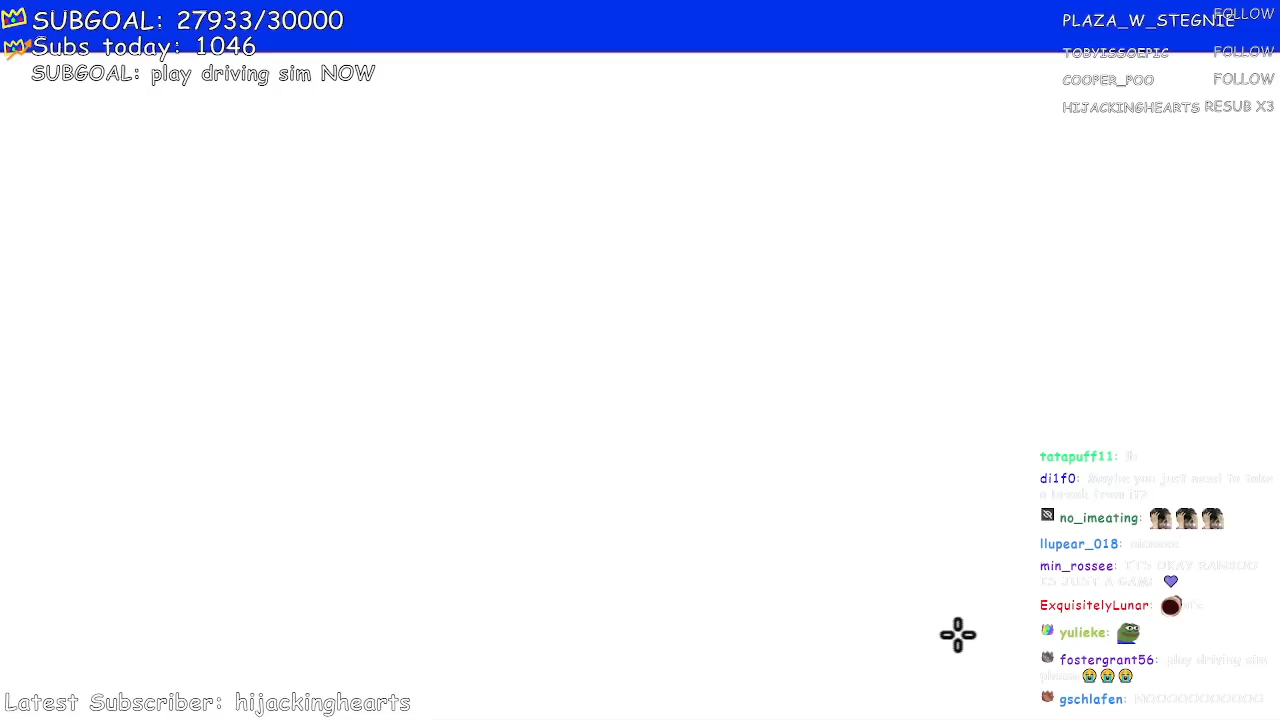 SUBGOAL: 27933/30000
Subs today: 1046
SUBGOAL: play driving sim NOW
PLAZA_W_STEGNIE FOLLOW
TOBYISSOEPIC FOLLOW
COOPER_POO FOLLOW
HIJACKINGHEARTS RESUB X3
tatapuff11:
di1f0: Maybe you just need to take
a break from it?
no_imeating:
llupear_018:
min_rossee: ITS OKAY RANBOO
IS JUST A GAME
ExquisitelyLunar:
yulieke:
fostergrant56: play driving sim
please
gschlafen:
Latest Subscriber: hijackinghearts